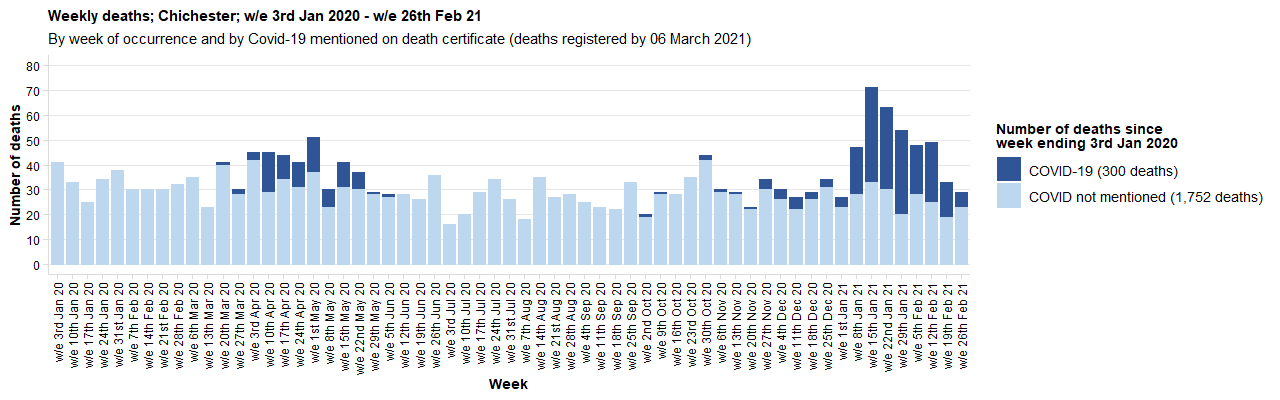 Weekly deaths; Chichester; w/e 3rd Jan 2020 - w/e 26th Feb 21
By week of occurrence and by Covid-19 mentioned on death certificate (deaths registered by 06 March 2021)
Number of deaths
80
70
60
50
40
30
20
10
0
w/e 3rd Jan 20
w/e 10th Jan 20
w/e 17th Jan 20
w/e 24th Jan 20
w/e 31st Jan 20
w/e 7th Feb 20
w/e 14th Feb 20
w/e 21st Feb 20
w/e 28th Feb 20
w/e 6th Mar 20
w/e 13th Mar 20
w/e 20th Mar 20
w/e 27th Mar 20
w/e 3rd Apr 20
w/e 10th Apr 20
w/e 17th Apr 20
w/e 24th Apr 20
w/e 1st May 20
w/e 8th May 20
w/e 15th May 20
w/e 22nd May 20
w/e 29th May 20
w/e 5th Jun 20
w/e 12th Jun 20
w/e 19th Jun 20
w/e 26th Jun 20
w/e 3rd Jul 20
w/e 10th Jul 20
w/e 17th Jul 20
w/e 24th Jul 20
w/e 31st Jul 20
w/e 7th Aug 20
w/e 14th Aug 20
w/e 21st Aug 20
w/e 28th Aug 20
w/e 4th Sep 20
w/e 11th Sep 20
w/e 18th Sep 20
w/e 25th Sep 20
w/e 2nd Oct 20
w/e 9th Oct 20
w/e 16th Oct 20
w/e 23rd Oct 20
w/e 30th Oct 20
w/e 6th Nov 20
w/e 13th Nov 20
w/e 20th Nov 20
w/e 27th Nov 20
w/e 4th Dec 20
w/e 11th Dec 20
w/e 18th Dec 20
w/e 25th Dec 20
w/e 1st Jan 21
w/e 8th Jan 21
w/e 15th Jan 21
w/e 22nd Jan 21
w/e 29th Jan 21
w/e 5th Feb 21
w/e 12th Feb 21
w/e 19th Feb 21
w/e 26th Feb 21
Week
Number of deaths since
week ending 3rd Jan 2020
COVID-19 (300 deaths)
COVID not mentioned (1,752 deaths)